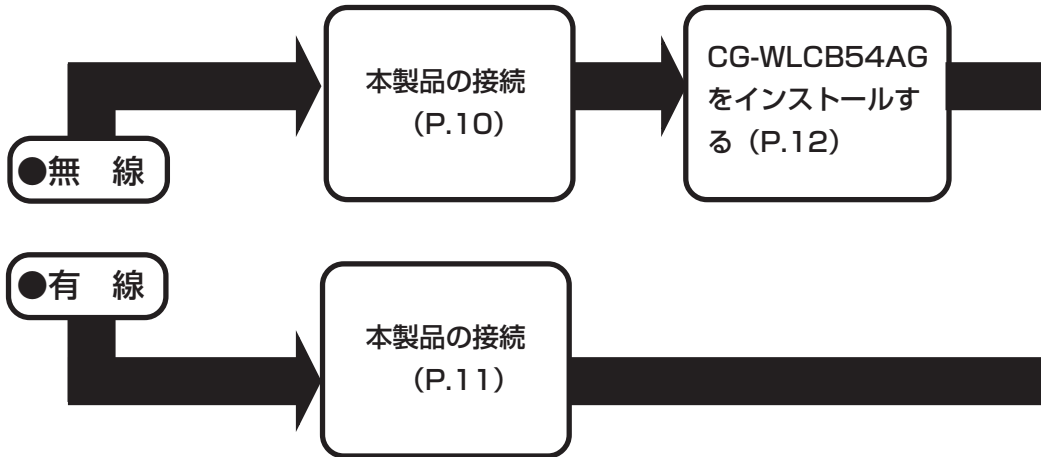 ●無　線
本製品の接続
（P.10）
CG-WLCB54AG
をインストールす
る（P.12）
●有　線
本製品の接続
（P.11）